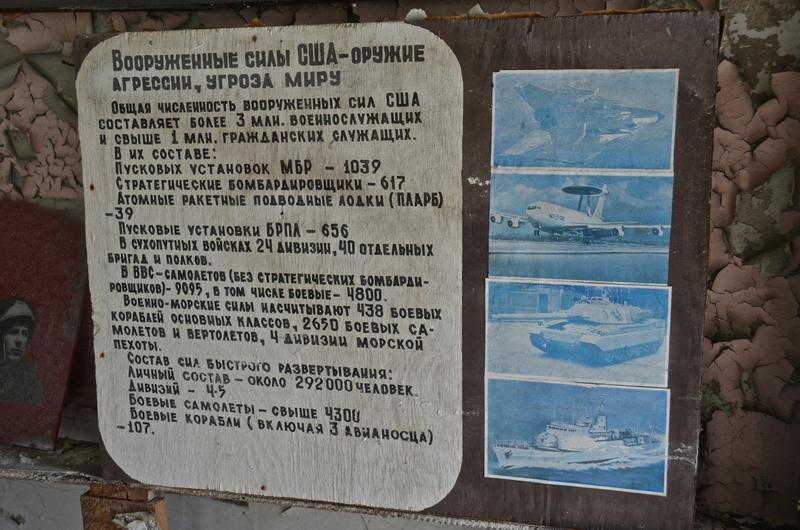 Вооруженные силы США-оружие
агрессии, угроза миру
Общая численность вооруженных сил США
составляет более 3 млн. военнослужащих
и свыше 1 млн. гражданских служащих.
В их составе:
Пусковых установок МБР - 1039
Стратегические бомбардировщики - 617
Атомные ракетные подводные лодки (ПЛАРБ)
-39
Пусковые установки БРПЛ - 656
В сухопутных войсках 24 дивизии, 40 отдельных
бригад и полков.
В ВВС-самолетов (без стратегических бомбарди-
ровщиков)- 9095, в том числе боевые- 4800.
Военно-морские силы насчитывают 438 боевых
кораблей основных классов, 2650 боевых са-
молетов и вертолетов, 4 дивизии морской
пехоты.
Состав сил быстрого развертывания:
Личный состав - около 292000 человек.
Дивизий - 4-5
Боевые самолеты - свыше 4300
Боевые корабли (включая 3 авианосца)
-107.